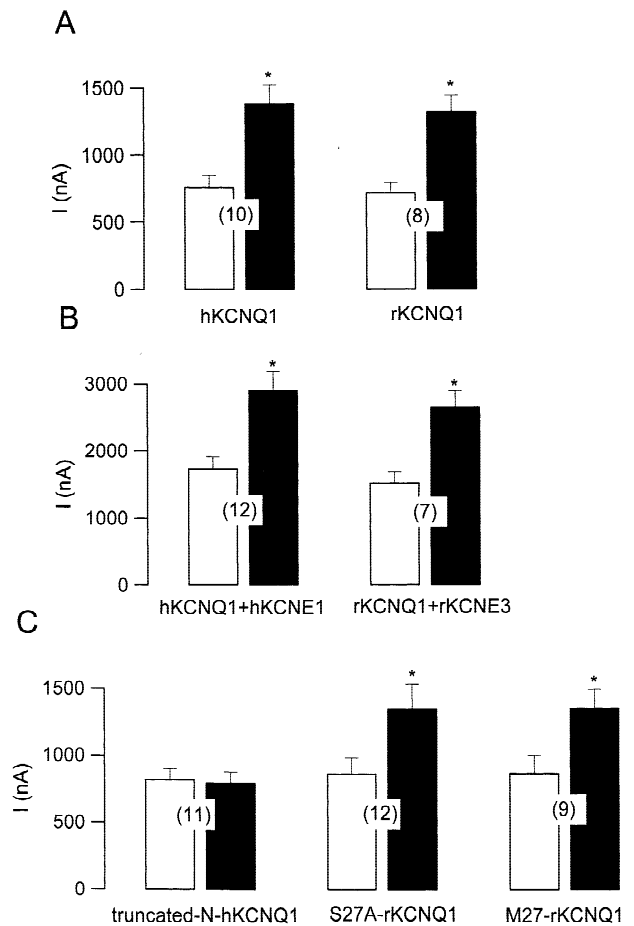 A
I (nA)
1500
1000
500
0
*
*
(10)
(8)
hKCNQ1
rKCNQ1
B
I (nA)
3000
2000
1000
0
*
*
(12)
(7)
hKCNQ1+hKCNE1
rKCNQ1+rKCNE3
C
I (nA)
1500
1000
500
0
*
*
(11)
(12)
(9)
truncated-N-hKCNQ1
S27A-rKCNQ1
M27-rKCNQ1